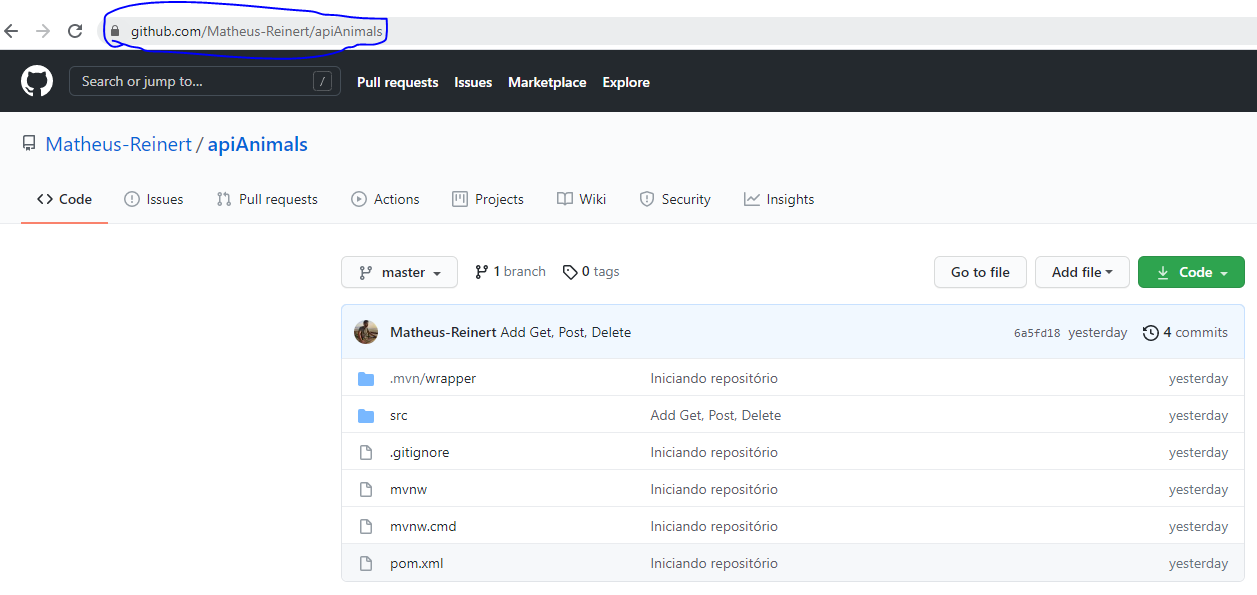 github.com/Matheus-Reinert/apiAnimals
Search or jump to... / Pull requests Issues Marketplace Explore
Matheus-Reinert / apiAnimals
Code Issues Pull requests Actions Projects Wiki Security Insights
master 1 branch 0 tags Go to file Add file Code
Matheus-Reinert Add Get, Post, Delete 6a5fd18 yesterday 4 commits
.mvn/wrapper Iniciando repositório yesterday
src Add Get, Post, Delete yesterday
.gitignore Iniciando repositório yesterday
mvnw Iniciando repositório yesterday
mvnw.cmd Iniciando repositório yesterday
pom.xml Iniciando repositório yesterday